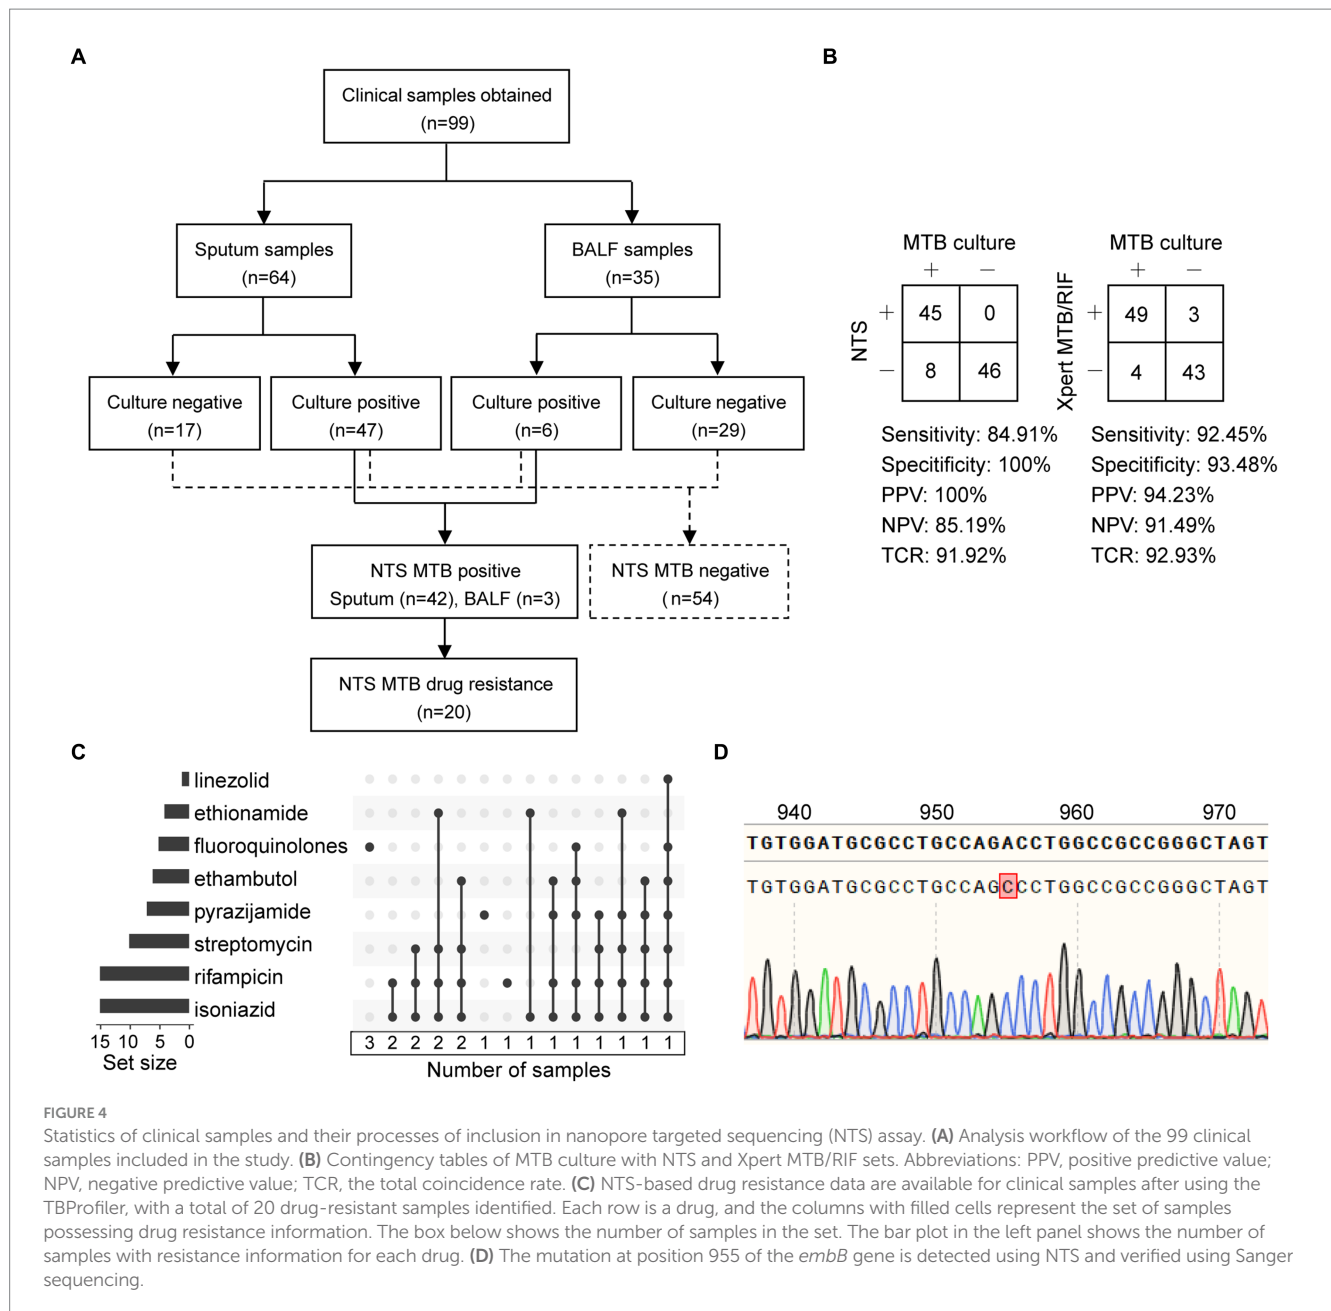 A
Clinical samples obtained
(n=99)
Sputum samples
(n=64)
BALF samples
(n=35)
Culture negative
(n=17)
Culture positive
(n=47)
Culture positive
(n=6)
Culture negative
(n=29)
NTS MTB positive
Sputum (n=42), BALF (n=3)
NTS MTB negative
( n=54)
NTS MTB drug resistance
(n=20)
B
MTB culture
+ −
NTS
+ 45 0
− 8 46
Sensitivity: 84.91%
Specitificity: 100%
PPV: 100%
NPV: 85.19%
TCR: 91.92%
MTB culture
+ −
Xpert MTB/RIF
+ 49 3
− 4 43
Sensitivity: 92.45%
Specitificity: 93.48%
PPV: 94.23%
NPV: 91.49%
TCR: 92.93%
C
linezolid
ethionamide
fluoroquinolones
ethambutol
pyrazijamide
streptomycin
rifampicin
isoniazid
15 10 5 0
Set size
3 2 2 2 2 1 1 1 1 1 1 1 1 1
Number of samples
D
940 950 960 970
TGTGGATGCGCCTGCCAGACCTGGCCGCCGGGCTAGT
TGTGGATGCGCCTGCCAGCCCTGGCCGCCGGGCTAGT
FIGURE 4
Statistics of clinical samples and their processes of inclusion in nanopore targeted sequencing (NTS) assay. (A) Analysis workflow of the 99 clinical
samples included in the study. (B) Contingency tables of MTB culture with NTS and Xpert MTB/RIF sets. Abbreviations: PPV, positive predictive value;
NPV, negative predictive value; TCR, the total coincidence rate. (C) NTS-based drug resistance data are available for clinical samples after using the
TBProfiler, with a total of 20 drug-resistant samples identified. Each row is a drug, and the columns with filled cells represent the set of samples
possessing drug resistance information. The box below shows the number of samples in the set. The bar plot in the left panel shows the number of
samples with resistance information for each drug. (D) The mutation at position 955 of the embB gene is detected using NTS and verified using Sanger
sequencing.